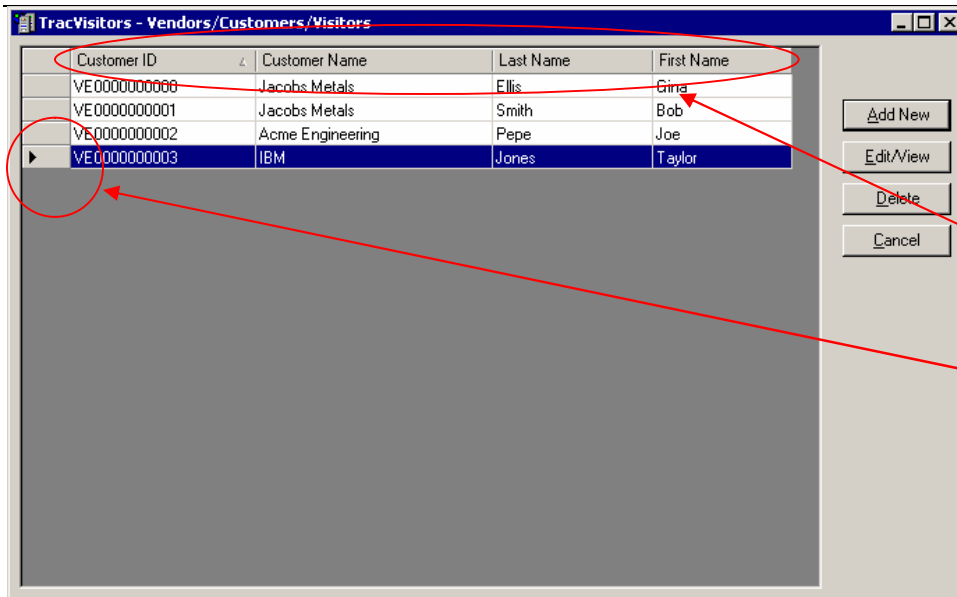 TracVisitors - Vendors/Customers/Visitors
Customer ID Customer Name Last Name First Name
VE0000000000 Jacobs Metals Ellis Gina
VE0000000001 Jacobs Metals Smith Bob
VE0000000002 Acme Engineering Pepe Joe
VE0000000003 IBM Jones Taylor
Add New
Edit/View
Delete
Cancel